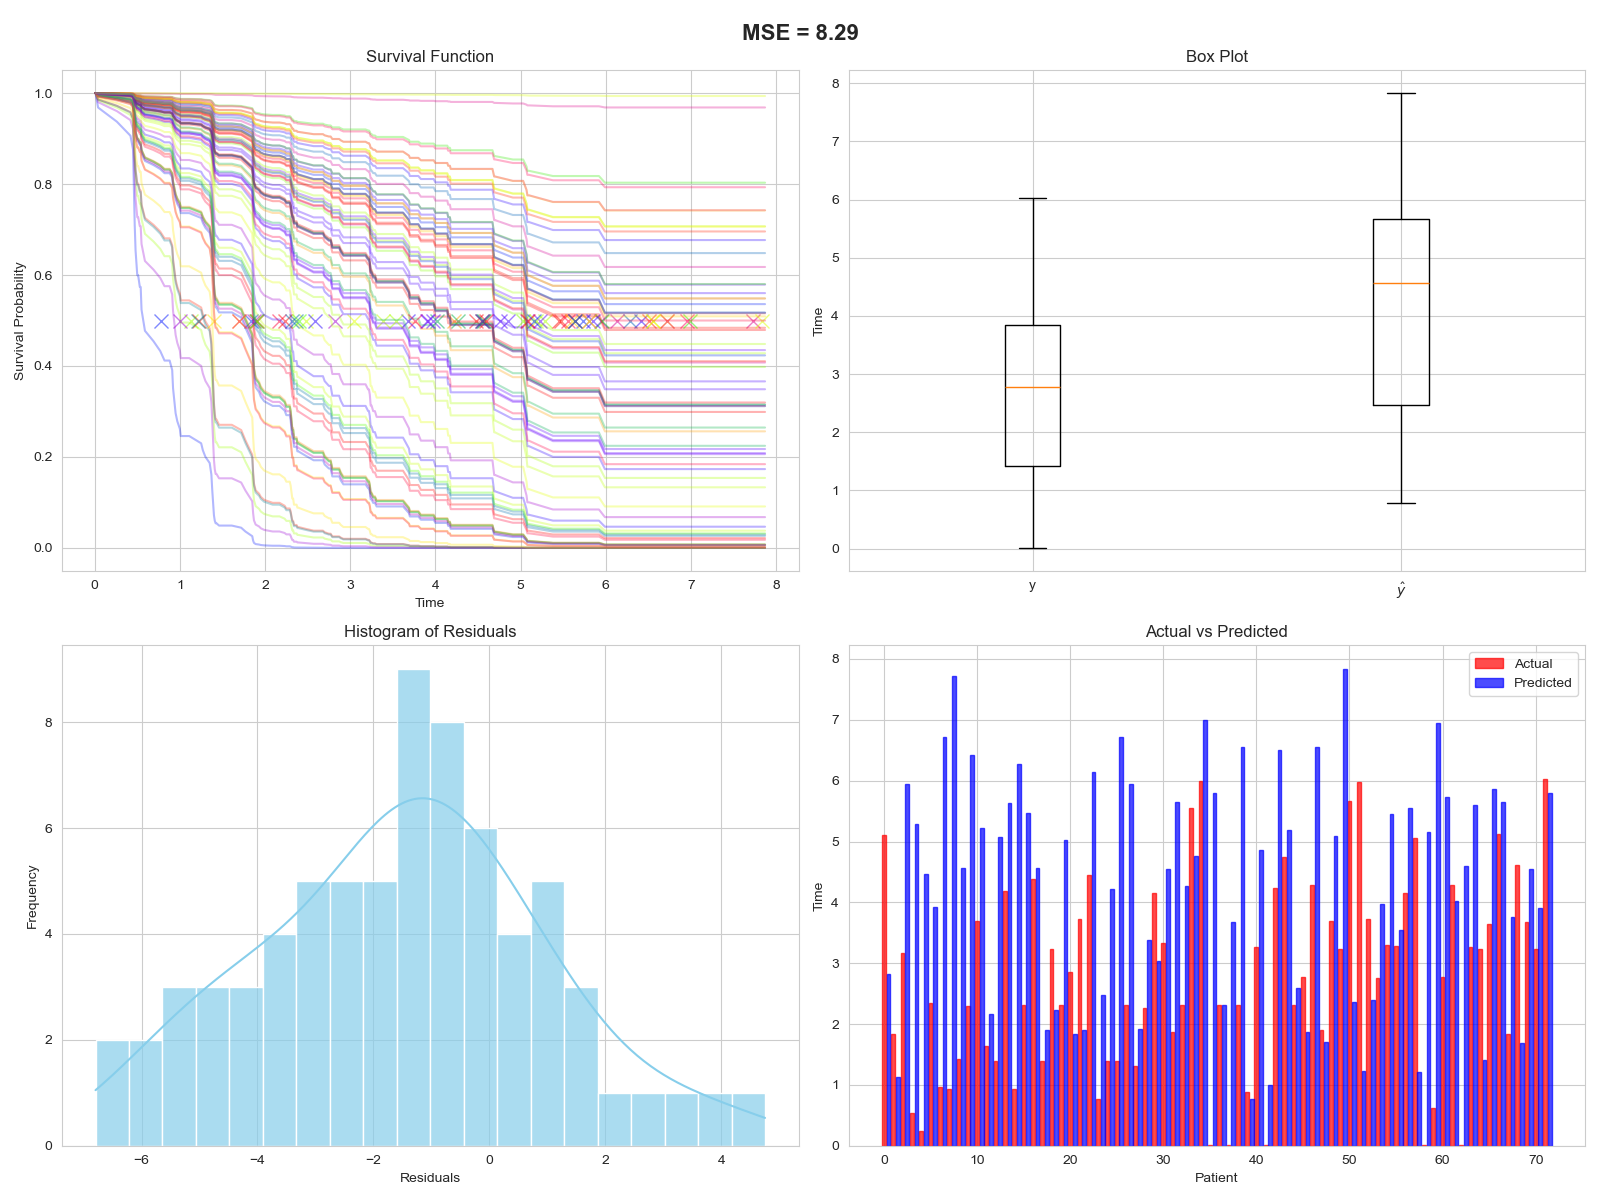 MSE = 8.29
Survival Function
Survival Probability
1.0
0.8
0.6
0.4
0.2
0.0
0 1 2 3 4 5 6 7 8
Time
Box Plot
Time
8
7
6
5
4
3
2
1
0
y ŷ
Histogram of Residuals
Frequency
8
6
4
2
0
−6 −4 −2 0 2 4
Residuals
Actual vs Predicted
Actual
Predicted
Time
8
7
6
5
4
3
2
1
0
0 10 20 30 40 50 60 70
Patient